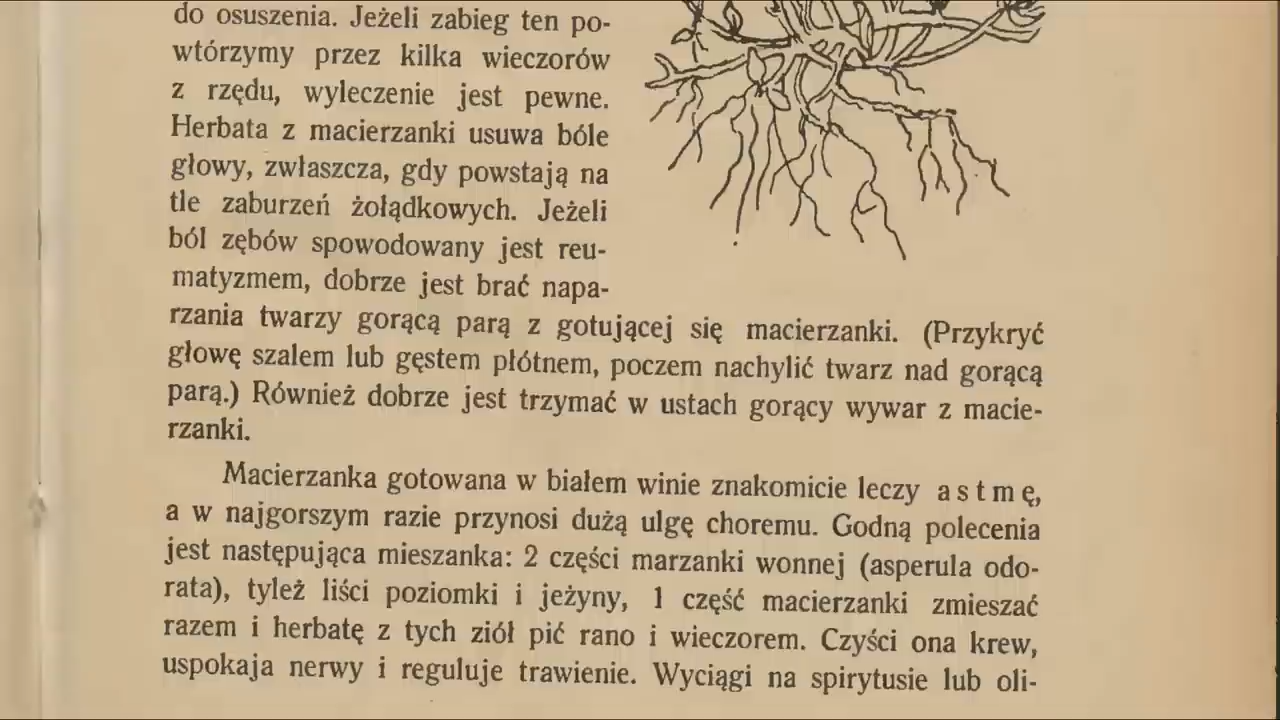 do osuszenia. Jeżeli zabieg ten po-
wtórzymy przez kilka wieczorów
z rzędu, wyleczenie jest pewne.
Herbata z macierzanki usuwa bóle
głowy, zwłaszcza, gdy powstają na
tle zaburzeń żołądkowych. Jeżeli
ból zębów spowodowany jest reu-
matyzmem, dobrze jest brać napa-
rzania twarzy gorącą parą z gotującej się macierzanki. (Przykryć
głowę szalem lub gęstem płótnem, poczem nachylić twarz nad gorącą
parą.) Również dobrze jest trzymać w ustach gorący wywar z macie-
rzanki.
Macierzanka gotowana w białem winie znakomicie leczy astmę,
a w najgorszym razie przynosi dużą ulgę choremu. Godną polecenia
jest następująca mieszanka: 2 części marzanki wonnej (asperula odo-
rata), tyleż liści poziomki i jeżyny, 1 część macierzanki zmieszać
razem i herbatę z tych ziół pić rano i wieczorem. Czyści ona krew,
uspokaja nerwy i reguluje trawienie. Wyciągi na spirytusie lub oli-